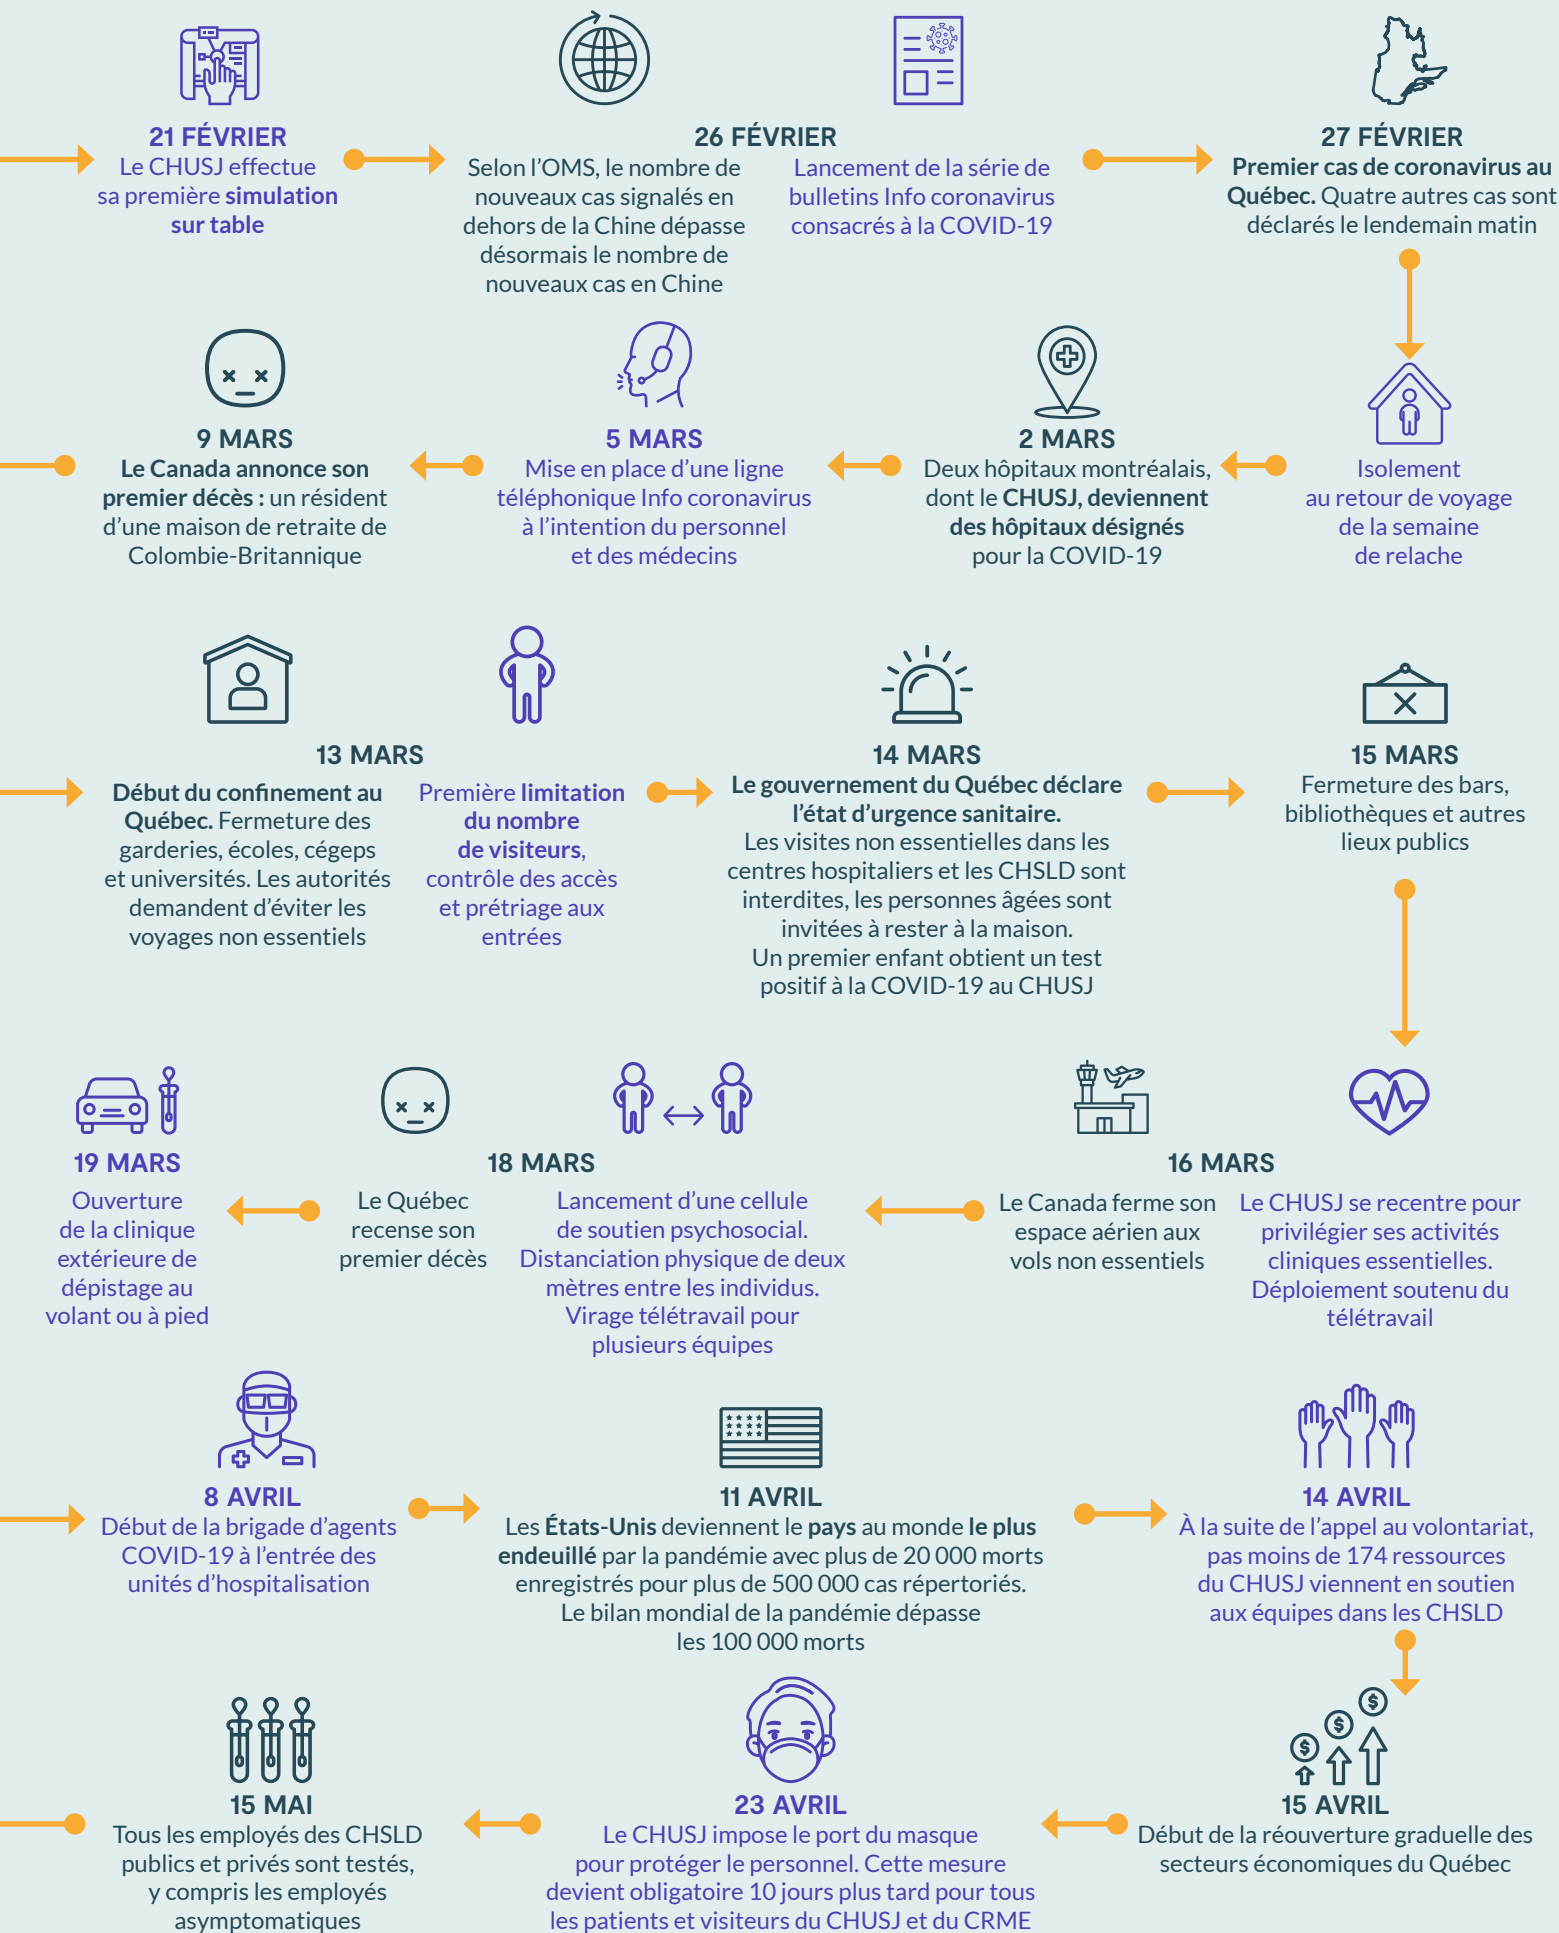 21 FÉVRIER
Le CHUSJ effectue
sa première simulation
sur table
26 FÉVRIER
Selon l'OMS, le nombre de
nouveaux cas signalés en
dehors de la Chine dépasse
désormais le nombre de
nouveaux cas en Chine
Lancement de la série de
bulletins Info coronavirus
consacrés à la COVID-19
27 FÉVRIER
Premier cas de coronavirus au
Québec. Quatre autres cas sont
déclarés le lendemain matin
Isolement
au retour de voyage
de la semaine
de relache
2 MARS
Deux hôpitaux montréalais,
dont le CHUSJ, deviennent
des hôpitaux désignés
pour la COVID-19
5 MARS
Mise en place d'une ligne
téléphonique Info coronavirus
à l'intention du personnel
et des médecins
9 MARS
Le Canada annonce son
premier décès : un résident
d'une maison de retraite de
Colombie-Britannique
13 MARS
Début du confinement au
Québec. Fermeture des
garderies, écoles, cégeps
et universités. Les autorités
demandent d'éviter les
voyages non essentiels
Première limitation
du nombre
de visiteurs,
contrôle des accès
et prétriage aux
entrées
14 MARS
Le gouvernement du Québec déclare
l'état d'urgence sanitaire.
Les visites non essentielles dans les
centres hospitaliers et les CHSLD sont
interdites, les personnes âgées sont
invitées à rester à la maison.
Un premier enfant obtient un test
positif à la COVID-19 au CHUSJ
15 MARS
Fermeture des bars,
bibliothèques et autres
lieux publics
16 MARS
Le Canada ferme son
espace aérien aux
vols non essentiels
Le CHUSJ se recentre pour
privilégier ses activités
cliniques essentielles.
Déploiement soutenu du
télétravail
18 MARS
Le Québec
recense son
premier décès
Lancement d'une cellule
de soutien psychosocial.
Distanciation physique de deux
mètres entre les individus.
Virage télétravail pour
plusieurs équipes
19 MARS
Ouverture
de la clinique
extérieure de
dépistage au
volant ou à pied
8 AVRIL
Début de la brigade d'agents
COVID-19 à l'entrée des
unités d'hospitalisation
11 AVRIL
Les États-Unis deviennent le pays au monde le plus
endeuillé par la pandémie avec plus de 20 000 morts
enregistrés pour plus de 500 000 cas répertoriés.
Le bilan mondial de la pandémie dépasse
les 100 000 morts
14 AVRIL
À la suite de l'appel au volontariat,
pas moins de 174 ressources
du CHUSJ viennent en soutien
aux équipes dans les CHSLD
15 AVRIL
Début de la réouverture graduelle des
secteurs économiques du Québec
23 AVRIL
Le CHUSJ impose le port du masque
pour protéger le personnel. Cette mesure
devient obligatoire 10 jours plus tard pour tous
les patients et visiteurs du CHUSJ et du CRME
15 MAI
Tous les employés des CHSLD
publics et privés sont testés,
y compris les employés
asymptomatiques